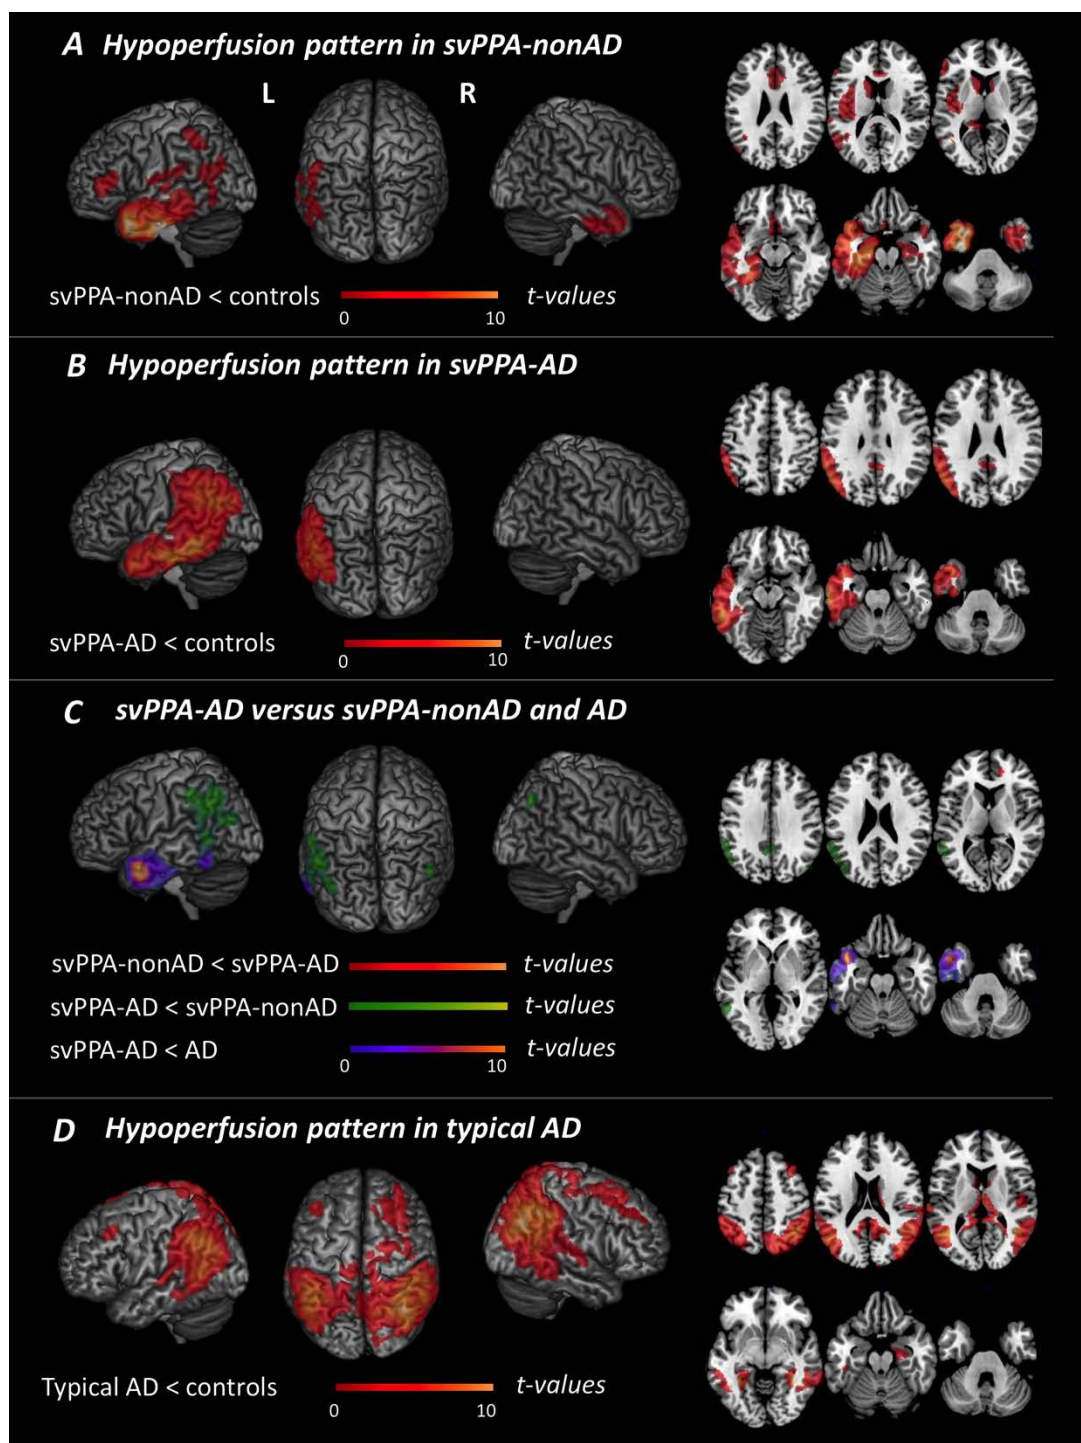 A Hypoperfusion pattern in svPPA-nonAD
L R
svPPA-nonAD < controls t-values
0 10
B Hypoperfusion pattern in svPPA-AD
svPPA-AD < controls t-values
0 10
C svPPA-AD versus svPPA-nonAD and AD
svPPA-nonAD < svPPA-AD t-values
svPPA-AD < svPPA-nonAD t-values
svPPA-AD < AD t-values
0 10
D Hypoperfusion pattern in typical AD
Typical AD < controls t-values
0 10